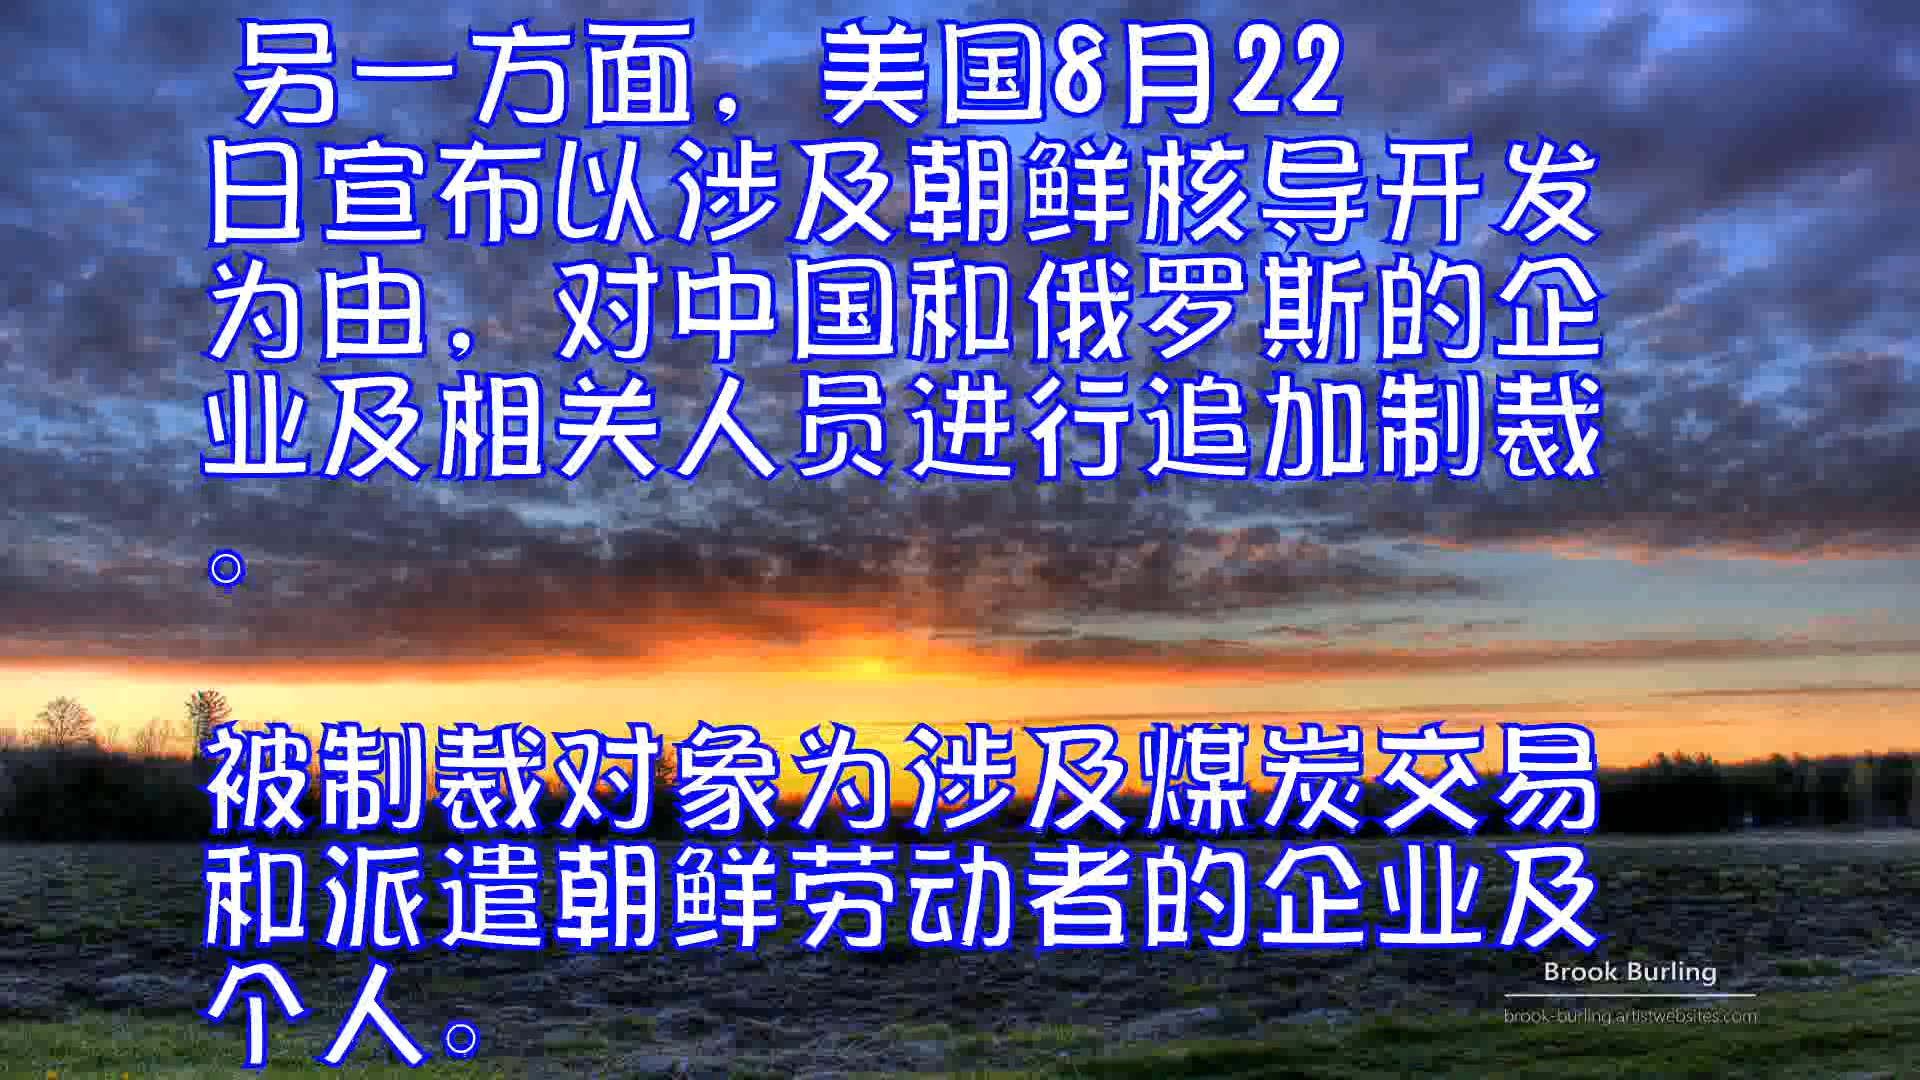 另一方面，美国8月22
日宣布以涉及朝鲜核导开发
为由，对中国和俄罗斯的企
业及相关人员进行追加制裁
。
被制裁对象为涉及煤炭交易
和派遣朝鲜劳动者的企业及
个人。
Brook Burling
brook-burling.artistwebsites.com